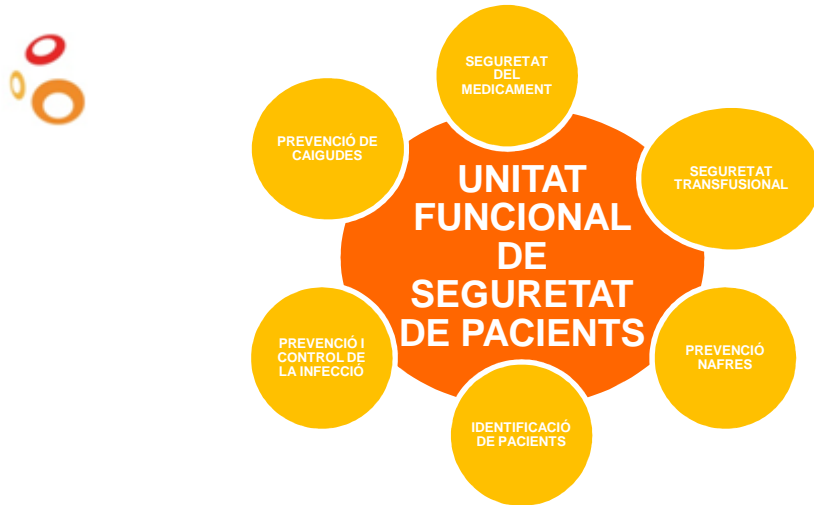 SEGURETAT
DEL
MEDICAMENT
PREVENCIÓ DE
CAIGUDES
SEGURETAT
TRANSFUSIONAL
UNITAT
FUNCIONAL
DE
SEGURETAT
DE PACIENTS
PREVENCIÓ I
CONTROL DE
LA INFECCIÓ
PREVENCIÓ
NAFRES
IDENTIFICACIÓ
DE PACIENTS